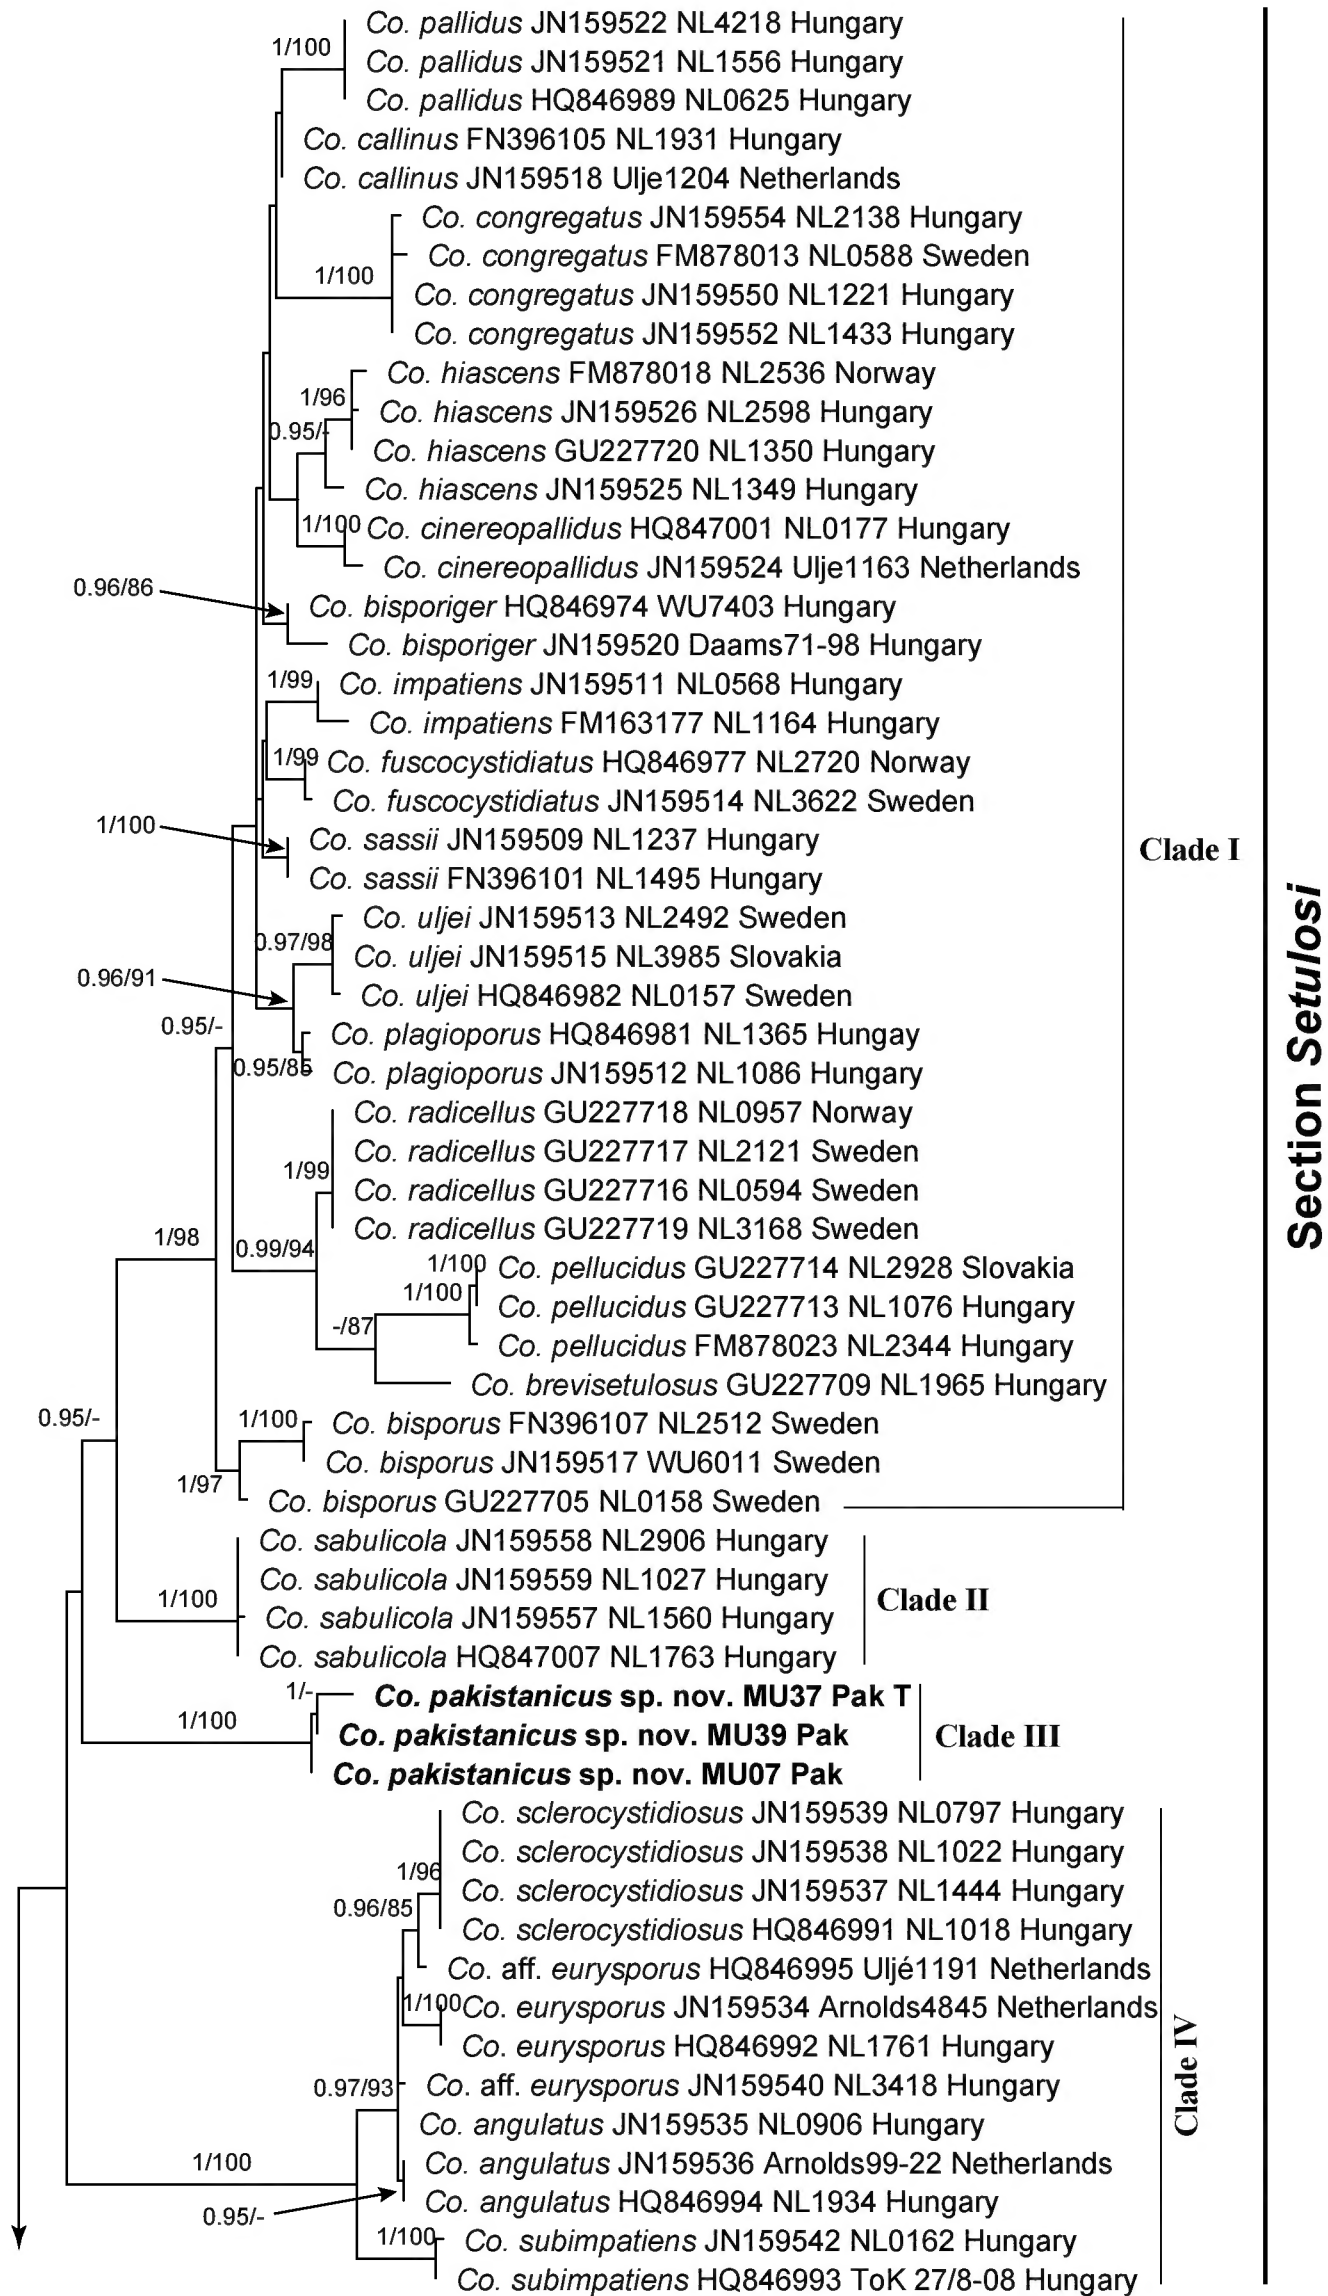 Co. pallidus JN159522 NL4218 Hungary
1/100
Co. pallidus JN159521 NL1556 Hungary
Co. pallidus HQ846989 NL0625 Hungary
Co. callinus FN396105 NL1931 Hungary
Co. callinus JN159518 Ulje1204 Netherlands
Co. congregatus JN159554 NL2138 Hungary
Co. congregatus FM878013 NL0588 Sweden
1/100
Co. congregatus JN159550 NL1221 Hungary
Co. congregatus JN159552 NL1433 Hungary
Co. hiascens FM878018 NL2536 Norway
1/96
Co. hiascens JN159526 NL2598 Hungary
0.95/-
Co. hiascens GU227720 NL1350 Hungary
Co. hiascens JN159525 NL1349 Hungary
1/100
Co. cinereopallidus HQ847001 NL0177 Hungary
Co. cinereopallidus JN159524 Ulje1163 Netherlands
0.96/86
Co. bisporiger HQ846974 WU7403 Hungary
Co. bisporiger JN159520 Daams71-98 Hungary
1/99
Co. impatiens JN159511 NL0568 Hungary
Co. impatiens FM163177 NL1164 Hungary
1/99
Co. fuscocystidiatus HQ846977 NL2720 Norway
Co. fuscocystidiatus JN159514 NL3622 Sweden
1/100
Co. sassii JN159509 NL1237 Hungary
Clade I
Co. sassii FN396101 NL1495 Hungary
Co. uljei JN159513 NL2492 Sweden
0.97/98
Co. uljei JN159515 NL3985 Slovakia
0.96/91
Co. uljei HQ846982 NL0157 Sweden
0.95/-
Co. plagioporus HQ846981 NL1365 Hungay
0.95/85
Co. plagioporus JN159512 NL1086 Hungary
Section Setulosi
Co. radicellus GU227718 NL0957 Norway
Co. radicellus GU227717 NL2121 Sweden
1/99
Co. radicellus GU227716 NL0594 Sweden
Co. radicellus GU227719 NL3168 Sweden
1/98
0.99/94
1/100
Co. pellucidus GU227714 NL2928 Slovakia
1/100
Co. pellucidus GU227713 NL1076 Hungary
-/87
Co. pellucidus FM878023 NL2344 Hungary
Co. brevisetulosus GU227709 NL1965 Hungary
0.95/-
1/100
Co. bisporus FN396107 NL2512 Sweden
Co. bisporus JN159517 WU6011 Sweden
1/97
Co. bisporus GU227705 NL0158 Sweden
Co. sabulicola JN159558 NL2906 Hungary
Co. sabulicola JN159559 NL1027 Hungary
1/100
Clade II
Co. sabulicola JN159557 NL1560 Hungary
Co. sabulicola HQ847007 NL1763 Hungary
1/-
Co. pakistanicus sp. nov. MU37 Pak T
1/100
Co. pakistanicus sp. nov. MU39 Pak
Clade III
Co. pakistanicus sp. nov. MU07 Pak
Co. sclerocystidiosus JN159539 NL0797 Hungary
Co. sclerocystidiosus JN159538 NL1022 Hungary
1/96
Co. sclerocystidiosus JN159537 NL1444 Hungary
0.96/85
Co. sclerocystidiosus HQ846991 NL1018 Hungary
Co. aff. eurysporus HQ846995 Uljé1191 Netherlands
1/100
Co. eurysporus JN159534 Arnolds4845 Netherlands
Co. eurysporus HQ846992 NL1761 Hungary
Clade IV
0.97/93
Co. aff. eurysporus JN159540 NL3418 Hungary
Co. angulatus JN159535 NL0906 Hungary
1/100
Co. angulatus JN159536 Arnolds99-22 Netherlands
Co. angulatus HQ846994 NL1934 Hungary
0.95/-
1/100
Co. subimpatiens JN159542 NL0162 Hungary
Co. subimpatiens HQ846993 ToK 27/8-08 Hungary